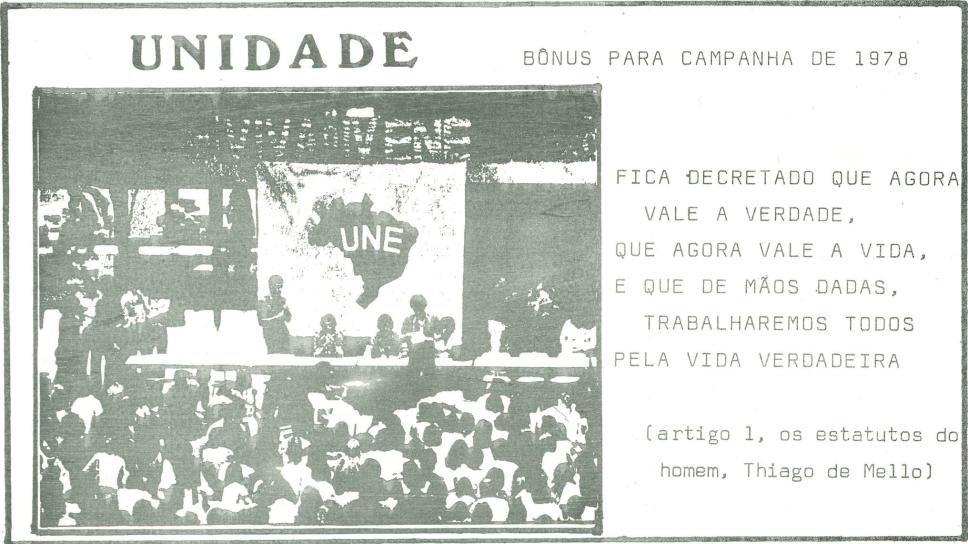 UNIDADE
BÔNUS PARA CAMPANHA DE 1978
UNE
FICA DECRETADO QUE AGORA
VALE A VERDADE,
QUE AGORA VALE A VIDA,
E QUE DE MÃOS DADAS,
TRABALHAREMOS TODOS
PELA VIDA VERDADEIRA
(artigo 1, os estatutos do
homem, Thiago de Mello)